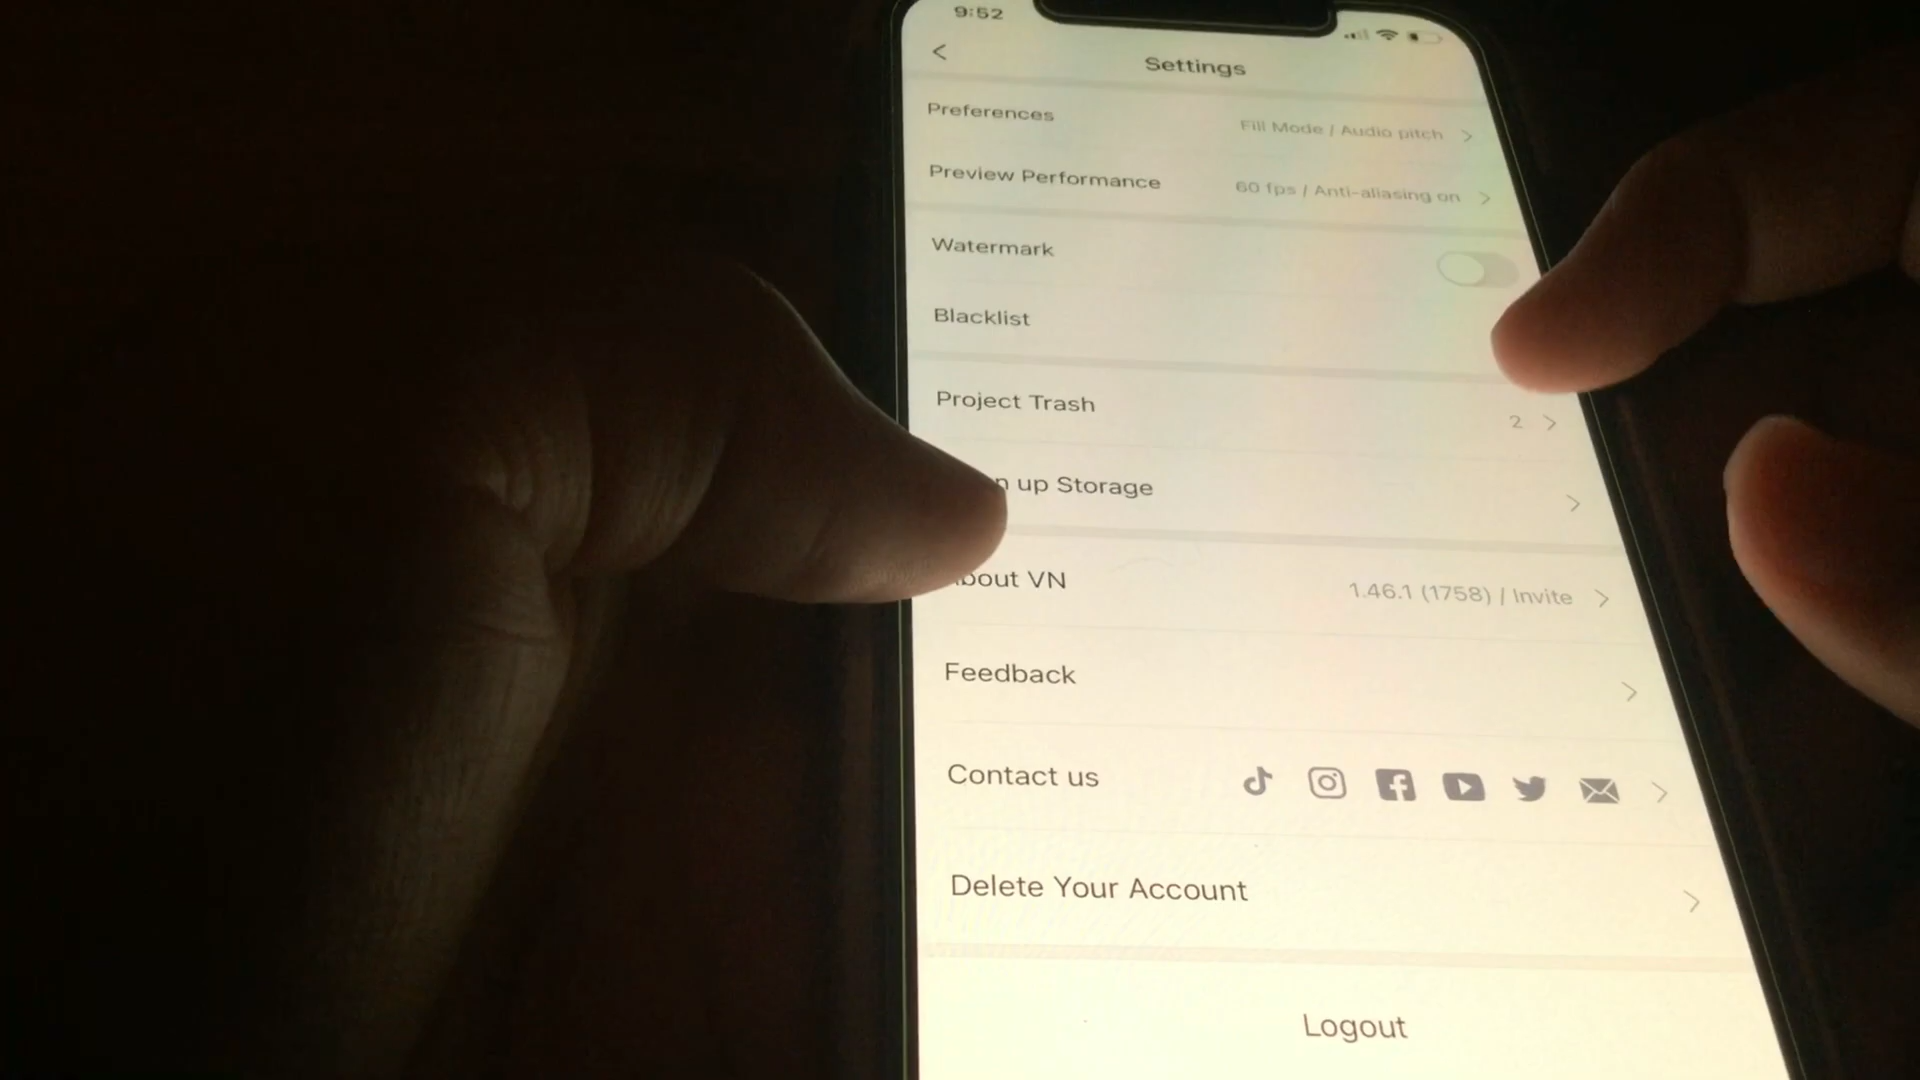 9:52
Settings
Preferences
Fill Mode / Audio pitch
Preview Performance
60 fps / Anti-aliasing on
Watermark
Blacklist
Project Trash
2
up Storage
VN
1.46.1 (1758) / Invite
Feedback
Contact us
Delete Your Account
Logout